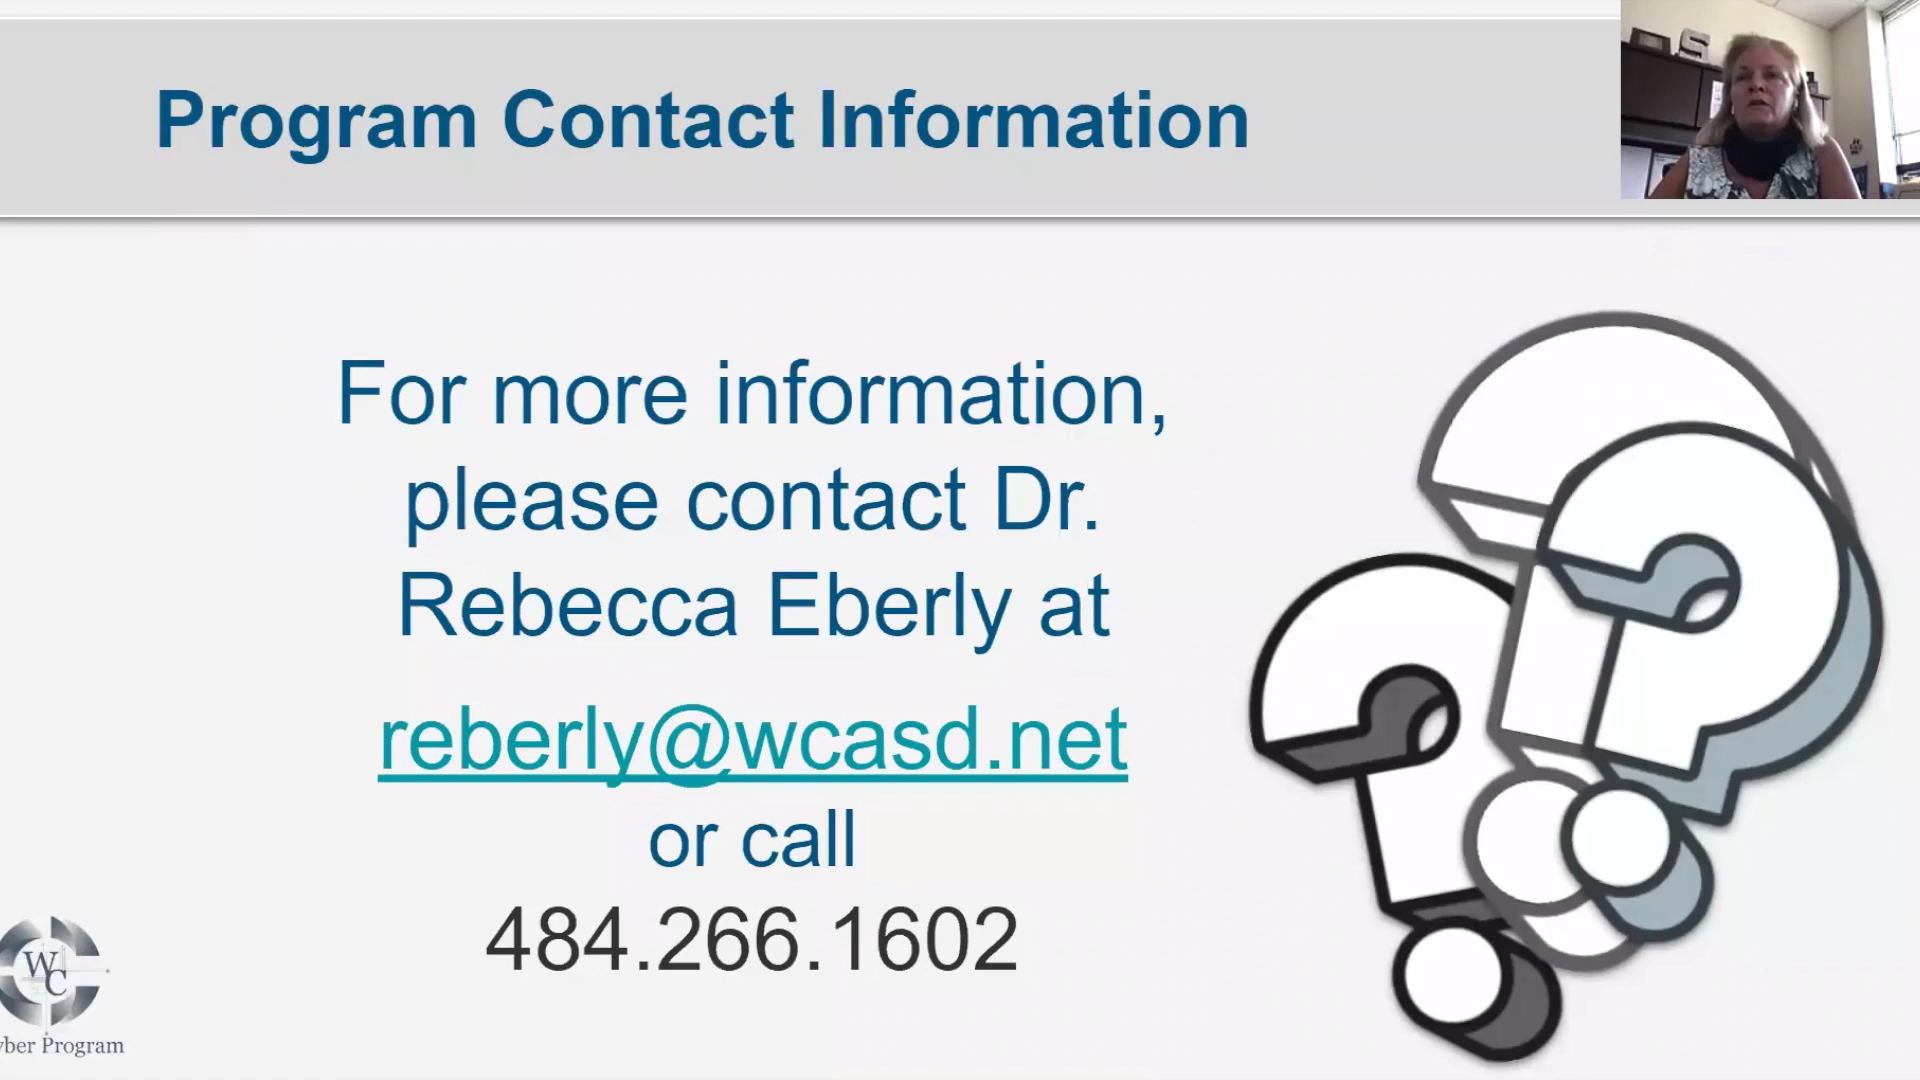 Program Contact Information
For more information,
please contact Dr.
Rebecca Eberly at
reberly@wcasd.net
or call
484.266.1602
WC
yber Program